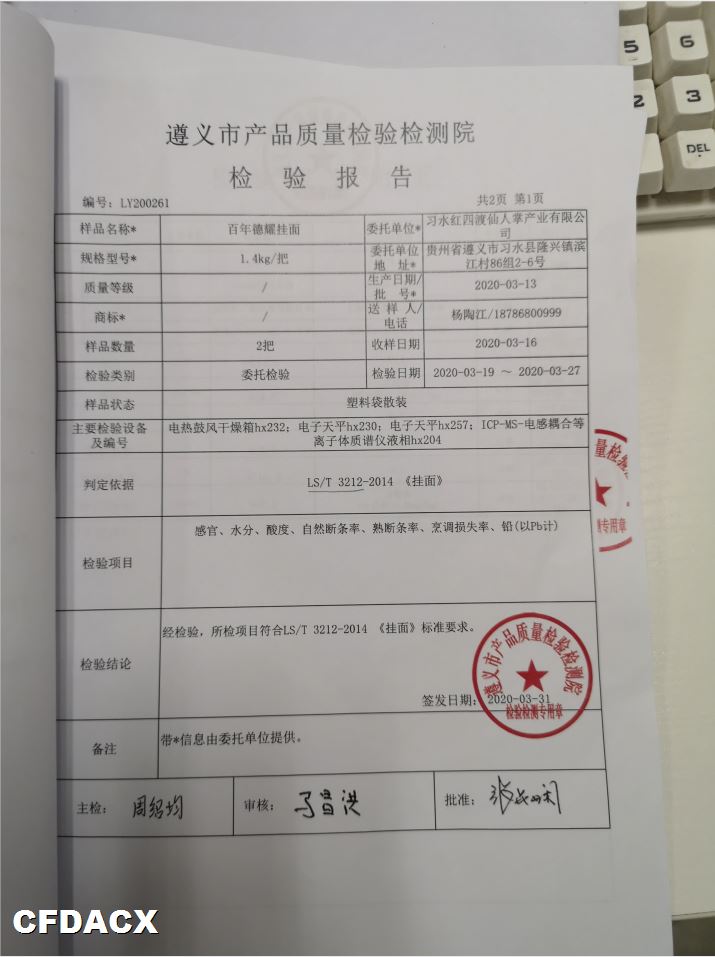 5
6
2
3
DEL
遵义市产品质量检验检测院
检 验 报 告
编号: LY200261
共2页 第1页
样品名称* 百年德耀挂面 委托单位* 习水红四渡仙人掌产业有限公
司
规格型号* 1.4kg/把 委托单位
地 址* 贵州省遵义市习水县隆兴镇滨
江村86组2-6号
质量等级 / 生产日期/
批 号* 2020-03-13
商标* / 送 样 人/
电话 杨陶江/18786800999
样品数量 2把 收样日期 2020-03-16
检验类别 委托检验 检验日期 2020-03-19 ～ 2020-03-27
样品状态 塑料袋散装
主要检验设备
及编号 电热鼓风干燥箱hx232; 电子天平hx230; 电子天平hx257; ICP-MS-电感耦合等
离子体质谱仪液相hx204
判定依据 LS/T 3212-2014 《挂面》
检验项目 感官、水分、酸度、自然断条率、熟断条率、烹调损失率、铅(以Pb计)
检验结论 经检验，所检项目符合LS/T 3212-2014 《挂面》标准要求。
签发日期: 2020-03-31
遵义市产品质量检验检测院
检验检测专用章
量检验
测专用章
备注 带*信息由委托单位提供。
主检: 周绍均 审核: 批准:
CFDACX